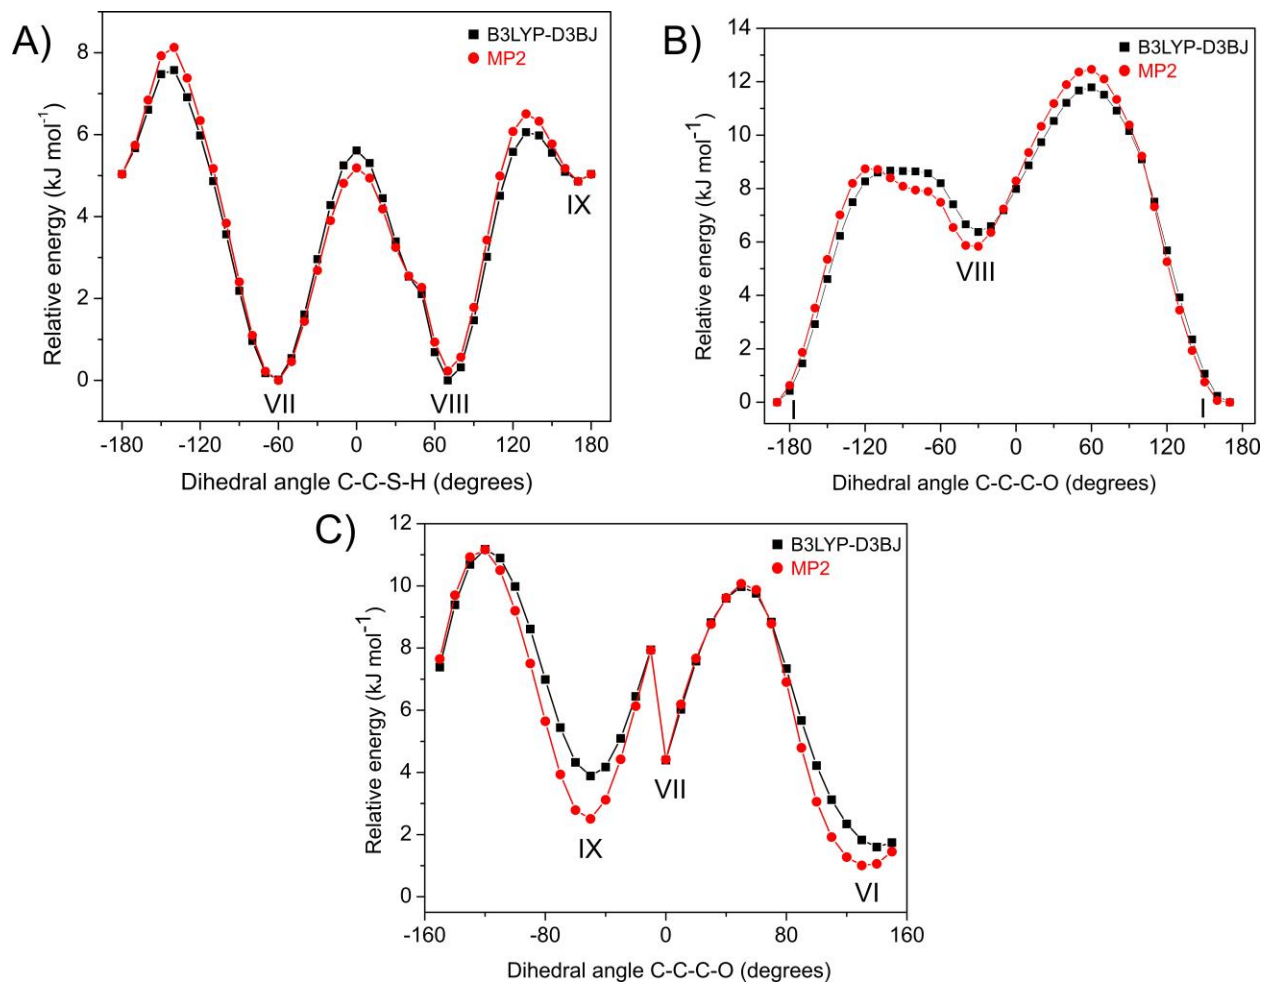 A)
B3LYP-D3BJ
MP2
Relative energy (kJ mol⁻¹)
8
6
4
2
0
VII
VIII
IX
-180 -120 -60 0 60 120 180
Dihedral angle C-C-S-H (degrees)
B)
B3LYP-D3BJ
MP2
Relative energy (kJ mol⁻¹)
14
12
10
8
6
4
2
0
I
VIII
I
-180 -120 -60 0 60 120 180
Dihedral angle C-C-C-O (degrees)
C)
B3LYP-D3BJ
MP2
Relative energy (kJ mol⁻¹)
12
10
8
6
4
2
0
IX
VII
VI
-160 -80 0 80 160
Dihedral angle C-C-C-O (degrees)